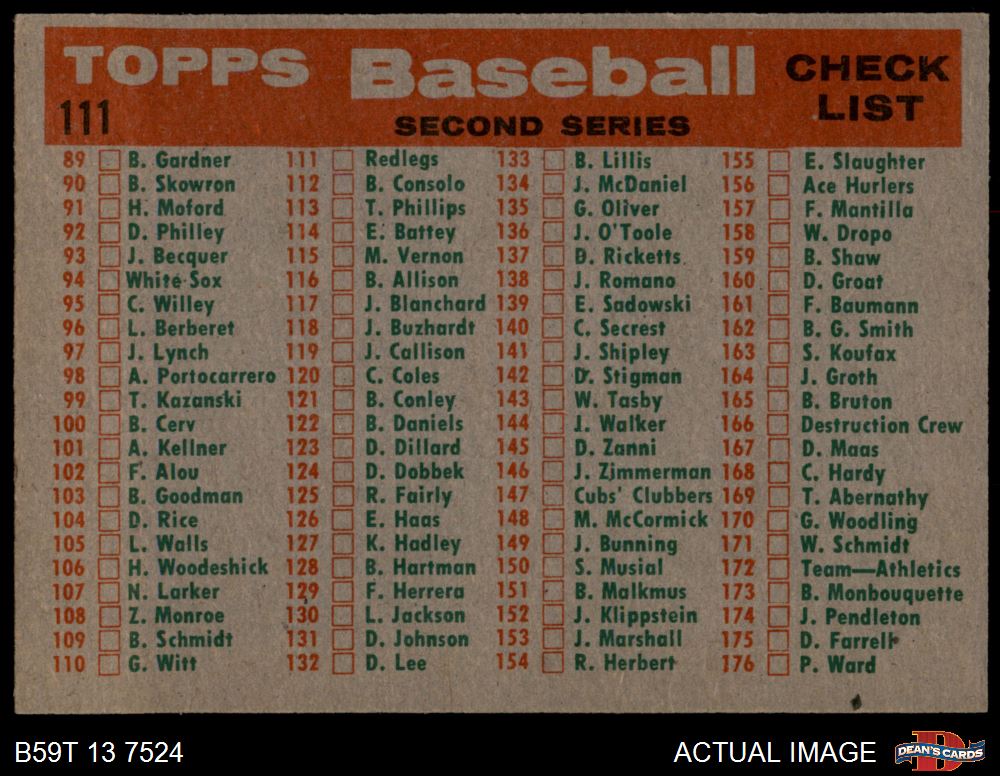 TOPPS Baseball CHECK LIST
111 SECOND SERIES
89 B. Gardner
90 B. Skowron
91 H. Moford
92 D. Philley
93 J. Becquer
94 White Sox
95 C. Willey
96 L. Berberet
97 J. Lynch
98 A. Portocarrero
99 T. Kazanski
100 B. Cerv
101 A. Kellner
102 F. Alou
103 B. Goodman
104 D. Rice
105 L. Walls
106 H. Woodeshick
107 N. Larker
108 Z. Monroe
109 B. Schmidt
110 G. Witt
111 Redlegs
112 B. Consolo
113 T. Phillips
114 E. Battey
115 M. Vernon
116 B. Allison
117 J. Blanchard
118 J. Buzhardt
119 J. Callison
120 C. Coles
121 B. Conley
122 B. Daniels
123 D. Dillard
124 D. Dobbek
125 R. Fairly
126 E. Haas
127 K. Hadley
128 B. Hartman
129 F. Herrera
130 L. Jackson
131 D. Johnson
132 D. Lee
133 B. Lillis
134 J. McDaniel
135 G. Oliver
136 J. O'Toole
137 D. Ricketts
138 J. Romano
139 E. Sadowski
140 C. Secrest
141 J. Shipley
142 D. Stigman
143 W. Tasby
144 J. Walker
145 D. Zanni
146 J. Zimmerman
147 Cubs' Clubbers
148 M. McCormick
149 J. Bunning
150 S. Musial
151 B. Malkmus
152 J. Klippstein
153 J. Marshall
154 R. Herbert
155 E. Slaughter
156 Ace Hurlers
157 F. Mantilla
158 W. Dropo
159 B. Shaw
160 D. Groat
161 F. Baumann
162 B. G. Smith
163 S. Koufax
164 J. Groth
165 B. Bruton
166 Destruction Crew
167 D. Maas
168 C. Hardy
169 T. Abernathy
170 G. Woodling
171 W. Schmidt
172 Team—Athletics
173 B. Monbouquette
174 J. Pendleton
175 D. Farrell
176 P. Ward
B59T 13 7524
ACTUAL IMAGE
DEAN'S CARDS